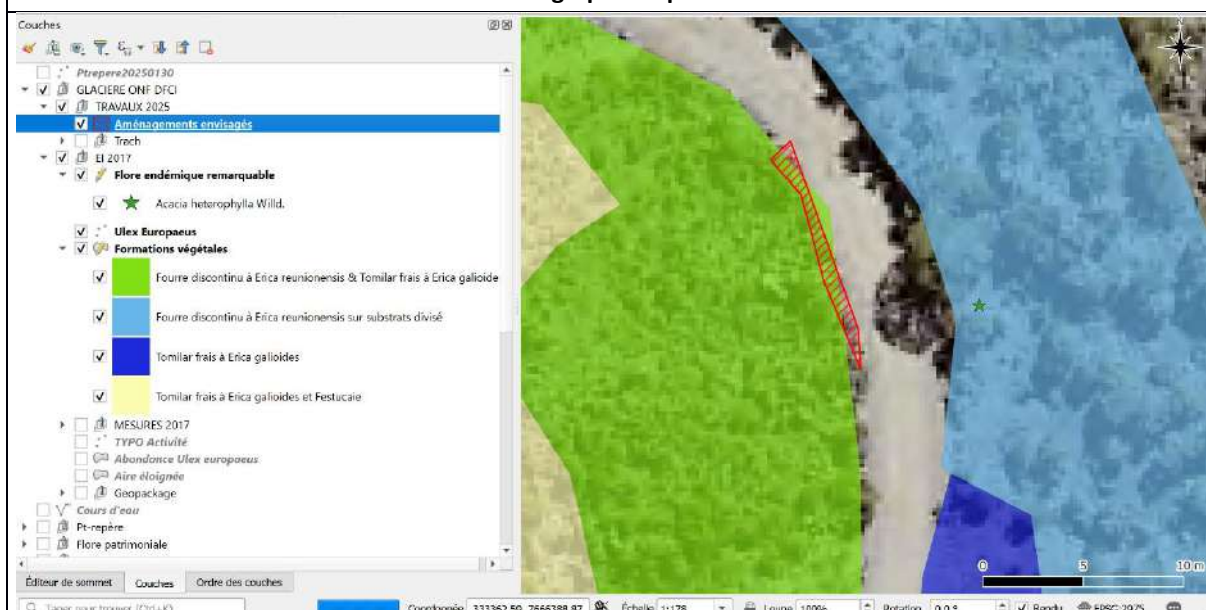 Couches
Ptrepere20250130
GLACIERE ONF DFCI
TRAVAUX 2025
Aménagements envisagés
Trach
EI 2017
Flore endémique remarquable
Acacia heterophylla Willd.
Ulex Europaeus
Formations végétales
Fourre discontinu à Erica reunionensis & Tomilar frais à Erica galioide
Fourre discontinu à Erica reunionensis sur substrats divisé
Tomilar frais à Erica galioides
Tomilar frais à Erica galioides et Festucaie
MESURES 2017
TYPO Activité
Abondance Ulex europaeus
Aire éloignée
Geopackage
Cours d'eau
Pt-repère
Flore patrimoniale
0 5 10 m
Éditeur de sommet Couches Ordre des couches
Taper pour trouver (Ctrl+K) Coordonnée 333362.50 7666388.87 Échelle 1:178 Loupe 100% Rotation 0,0 ° Rendu EPSG:2975